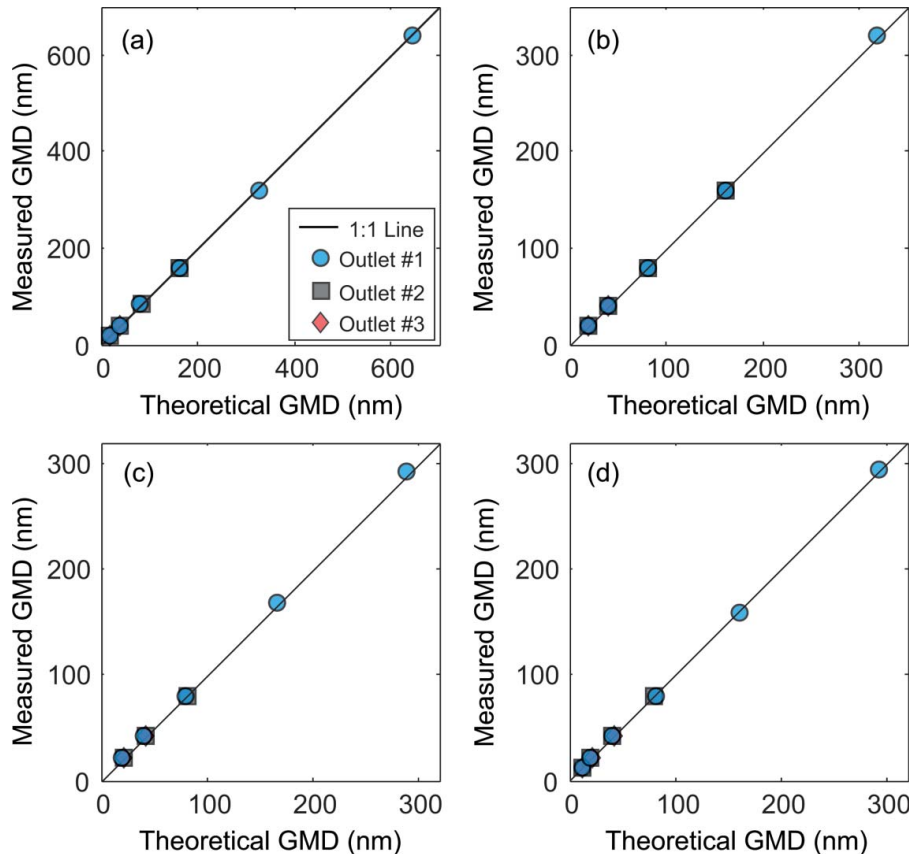 (a)
600
400
200
0
Measured GMD (nm)
1:1 Line
Outlet #1
Outlet #2
Outlet #3
0 200 400 600
Theoretical GMD (nm)
(b)
300
200
100
0
Measured GMD (nm)
0 100 200 300
Theoretical GMD (nm)
(c)
300
200
100
0
Measured GMD (nm)
0 100 200 300
Theoretical GMD (nm)
(d)
300
200
100
0
Measured GMD (nm)
0 100 200 300
Theoretical GMD (nm)